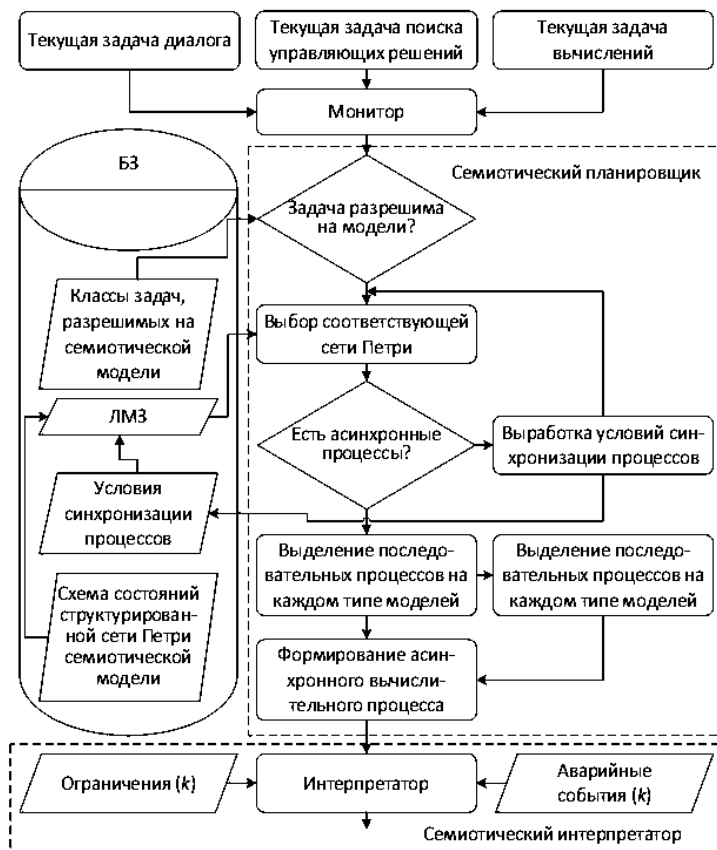 Текущая задача диалога
Текущая задача поиска
управляющих решений
Текущая задача
вычислений
Монитор
БЗ
Семиотический планировщик
Задача разрешима
на модели?
Классы задач,
разрешимых на
семиотической
модели
Выбор соответствующей
сети Петри
ЛМЗ
Есть асинхронные
процессы?
Выработка условий син-
хронизации процессов
Условия
синхронизации
процессов
Выделение последо-
вательных процессов на
каждом типе моделей
Выделение последо-
вательных процессов на
каждом типе моделей
Схема состояний
структурирован-
ной сети Петри
семиотической
модели
Формирование асин-
хронного вычисли-
тельного процесса
Ограничения (k)
Интерпретатор
Аварийные
события (k)
Семиотический интерпретатор